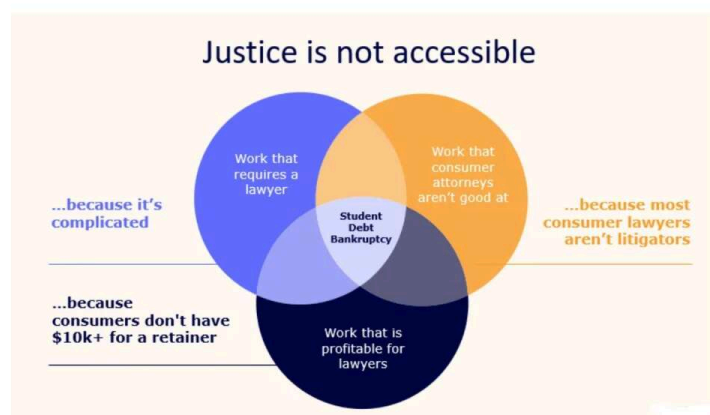 Justice is not accessible
Work that
requires a
lawyer
Work that
consumer
attorneys
aren't good at
...because it's
complicated
Student
Debt
Bankruptcy
...because most
consumer lawyers
aren't litigators
...because
consumers don't have
$10k+ for a retainer
Work that is
profitable for
lawyers